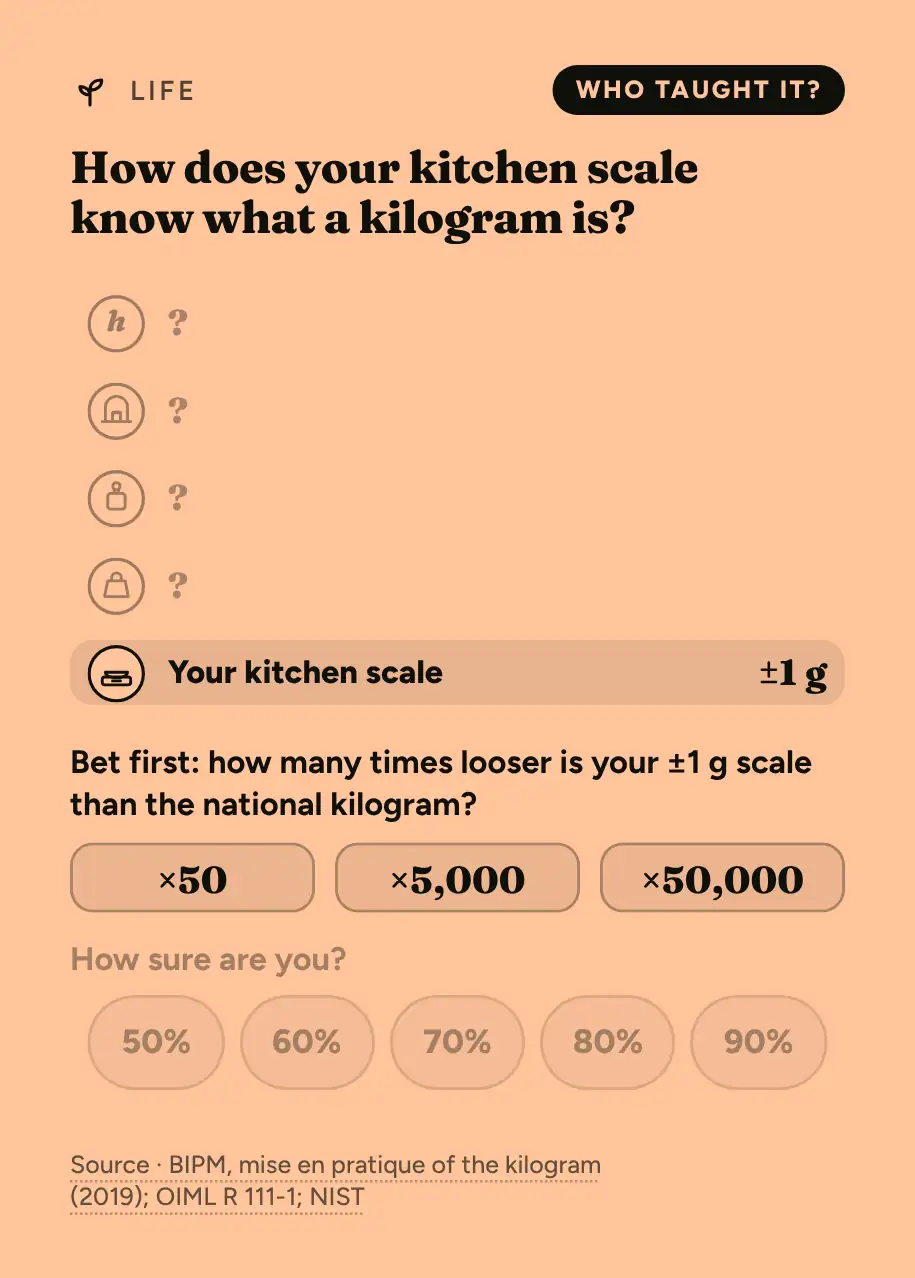 LIFE
WHO TAUGHT IT?
How does your kitchen scale
know what a kilogram is?
h ?
?
?
?
Your kitchen scale ±1 g
Bet first: how many times looser is your ±1 g scale
than the national kilogram?
×50 ×5,000 ×50,000
How sure are you?
50% 60% 70% 80% 90%
Source · BIPM, mise en pratique of the kilogram
(2019); OIML R 111-1; NIST